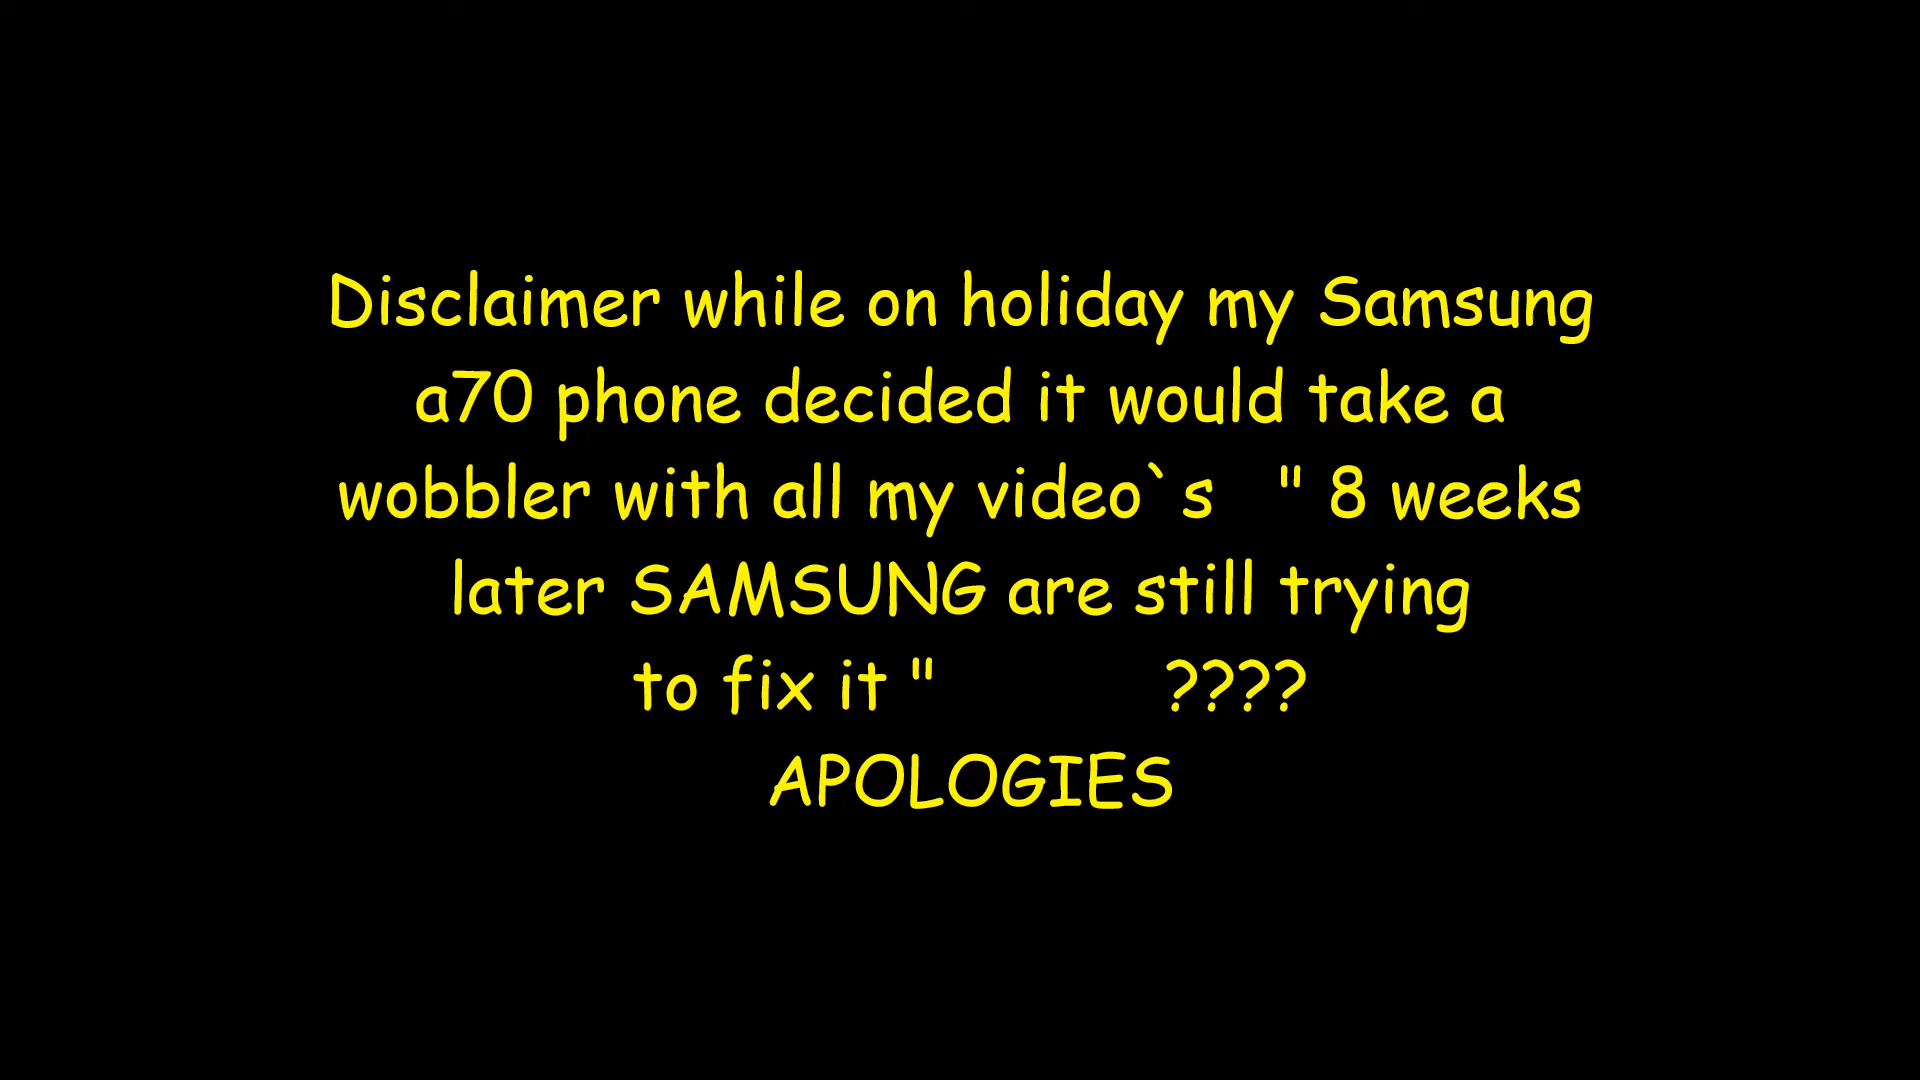 Disclaimer while on holiday my Samsung
a70 phone decided it would take a
wobbler with all my video`s   " 8 weeks
later SAMSUNG are still trying
to fix it "          ????
APOLOGIES